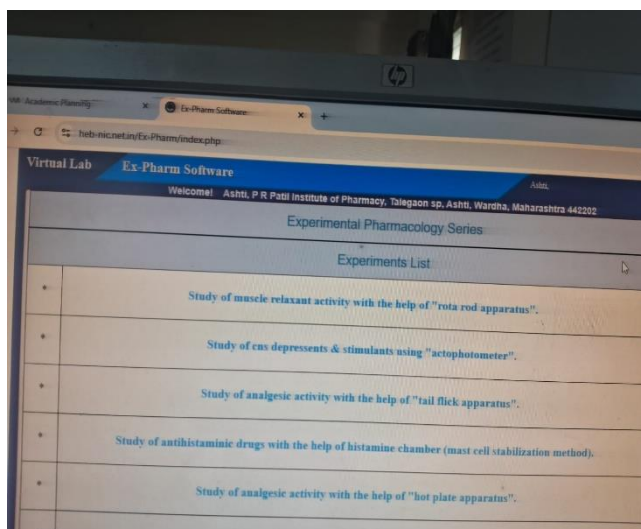 hp
Academic Planning
Ex-Pharm Software
heb-nic.net.in/Ex-Pharm/index.php
Virtual Lab Ex-Pharm Software
Ashti,
Welcome! Ashti, P R Patil Institute of Pharmacy, Talegaon sp, Ashti, Wardha, Maharashtra 442202
Experimental Pharmacology Series
Experiments List
Study of muscle relaxant activity with the help of "rota rod apparatus".
Study of cns depressents & stimulants using "actophotometer".
Study of analgesic activity with the help of "tail flick apparatus".
Study of antihistaminic drugs with the help of histamine chamber (mast cell stabilization method).
Study of analgesic activity with the help of "hot plate apparatus".